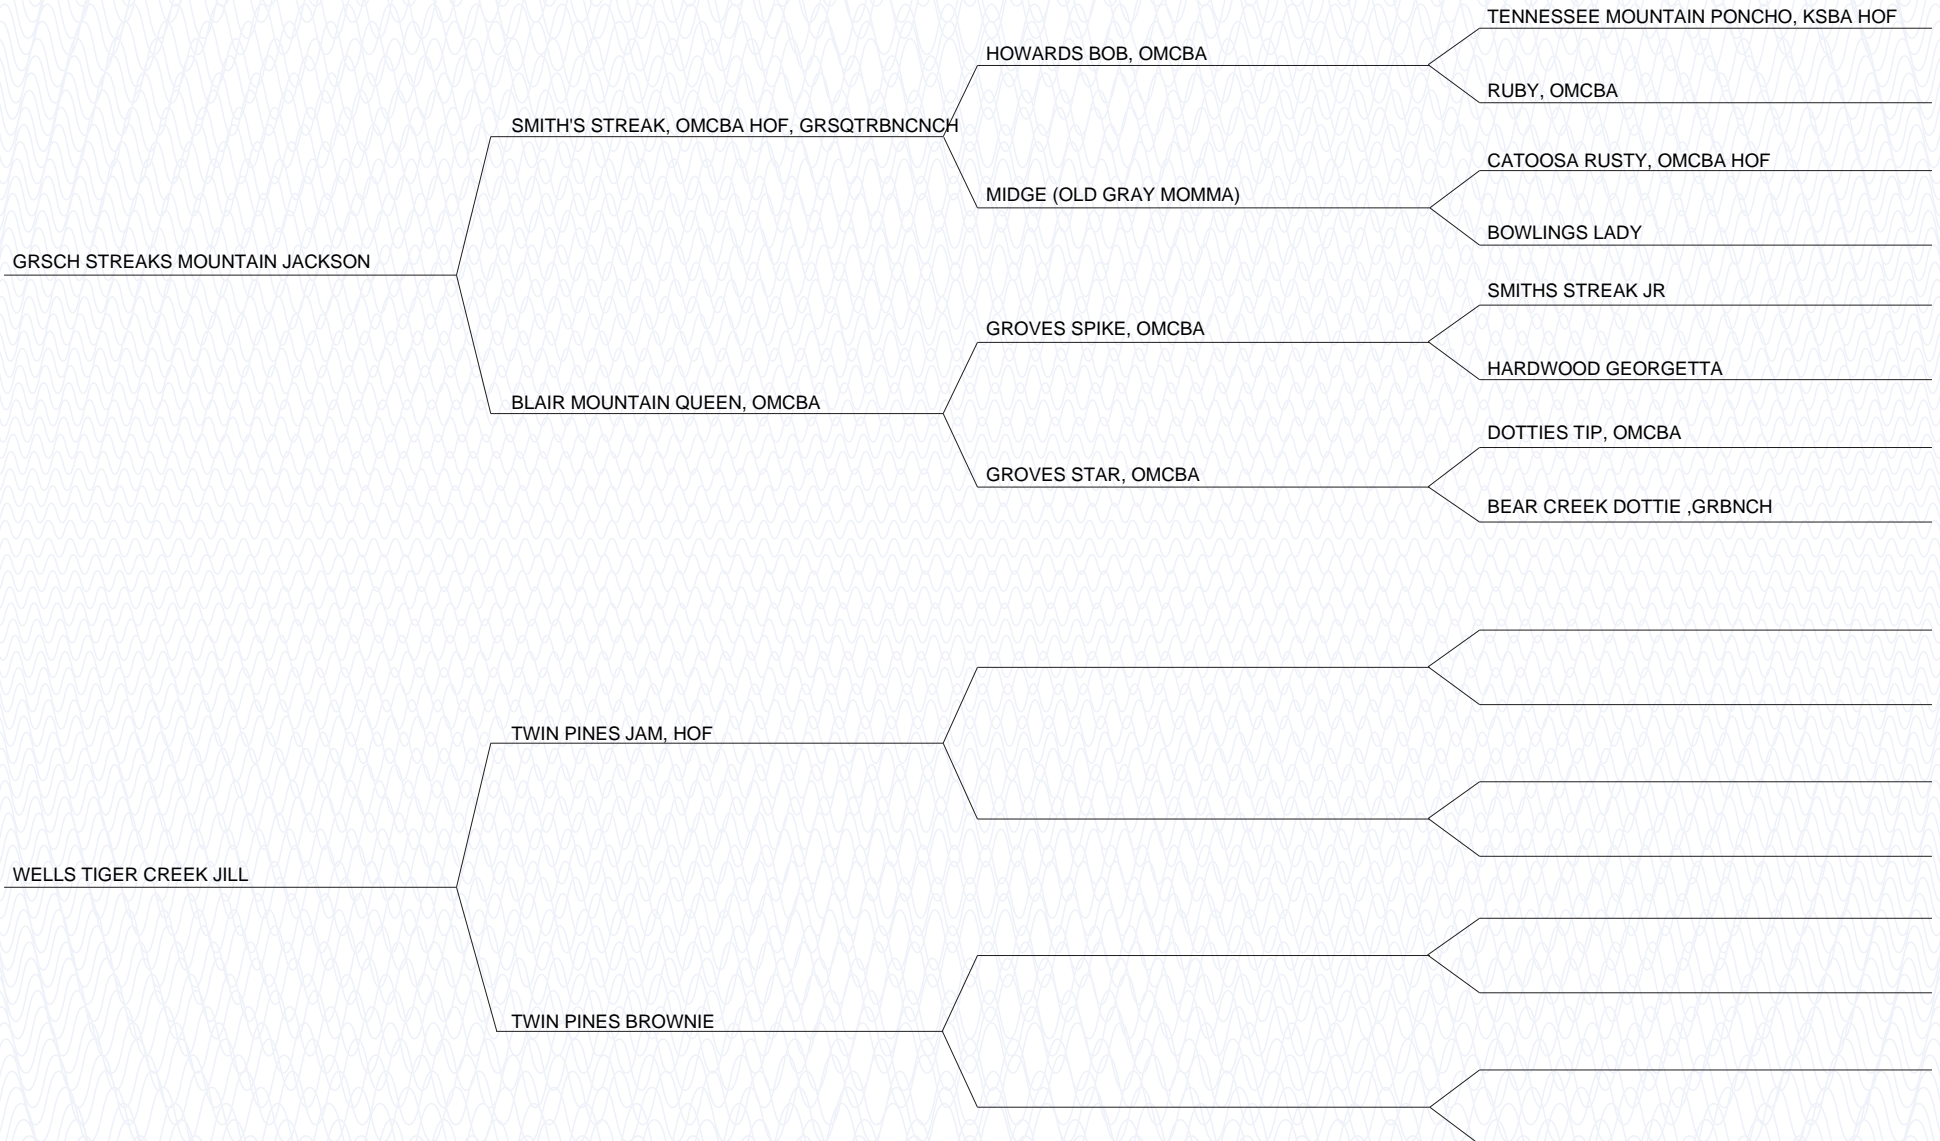 TENNESSEE MOUNTAIN PONCHO, KSBA HOF
HOWARDS BOB, OMCBA
RUBY, OMCBA
SMITH'S STREAK, OMCBA HOF, GRSQTRBNCNCH
CATOOSA RUSTY, OMCBA HOF
MIDGE (OLD GRAY MOMMA)
BOWLINGS LADY
GRSCH STREAKS MOUNTAIN JACKSON
SMITHS STREAK JR
GROVES SPIKE, OMCBA
HARDWOOD GEORGETTA
BLAIR MOUNTAIN QUEEN, OMCBA
DOTTIES TIP, OMCBA
GROVES STAR, OMCBA
BEAR CREEK DOTTIE ,GRBNCH
TWIN PINES JAM, HOF
WELLS TIGER CREEK JILL
TWIN PINES BROWNIE